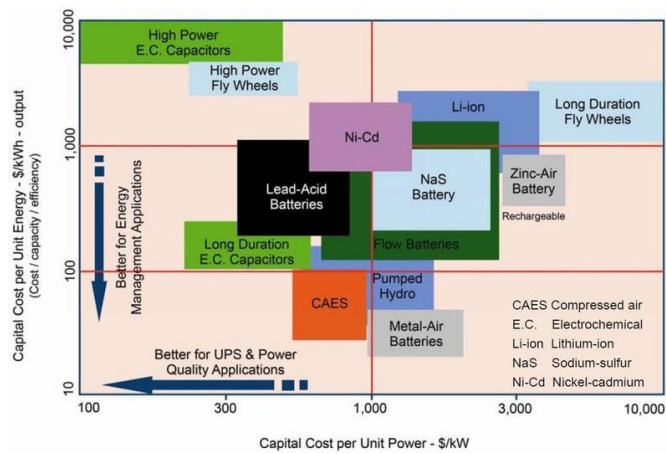 10,000
1,000
100
10
Capital Cost per Unit Energy - $/kWh - output
(Cost / capacity / efficiency)
High Power
E.C. Capacitors
High Power
Fly Wheels
Li-ion
Long Duration
Fly Wheels
Ni-Cd
Lead-Acid
Batteries
NaS
Battery
Zinc-Air
Battery
Rechargeable
Better for Energy
Management Applications
Long Duration
E.C. Capacitors
Flow Batteries
Pumped
Hydro
CAES
Metal-Air
Batteries
CAES Compressed air
E.C. Electrochemical
Li-ion Lithium-ion
NaS Sodium-sulfur
Ni-Cd Nickel-cadmium
Better for UPS & Power
Quality Applications
100
300
1,000
3,000
10,000
Capital Cost per Unit Power - $/kW